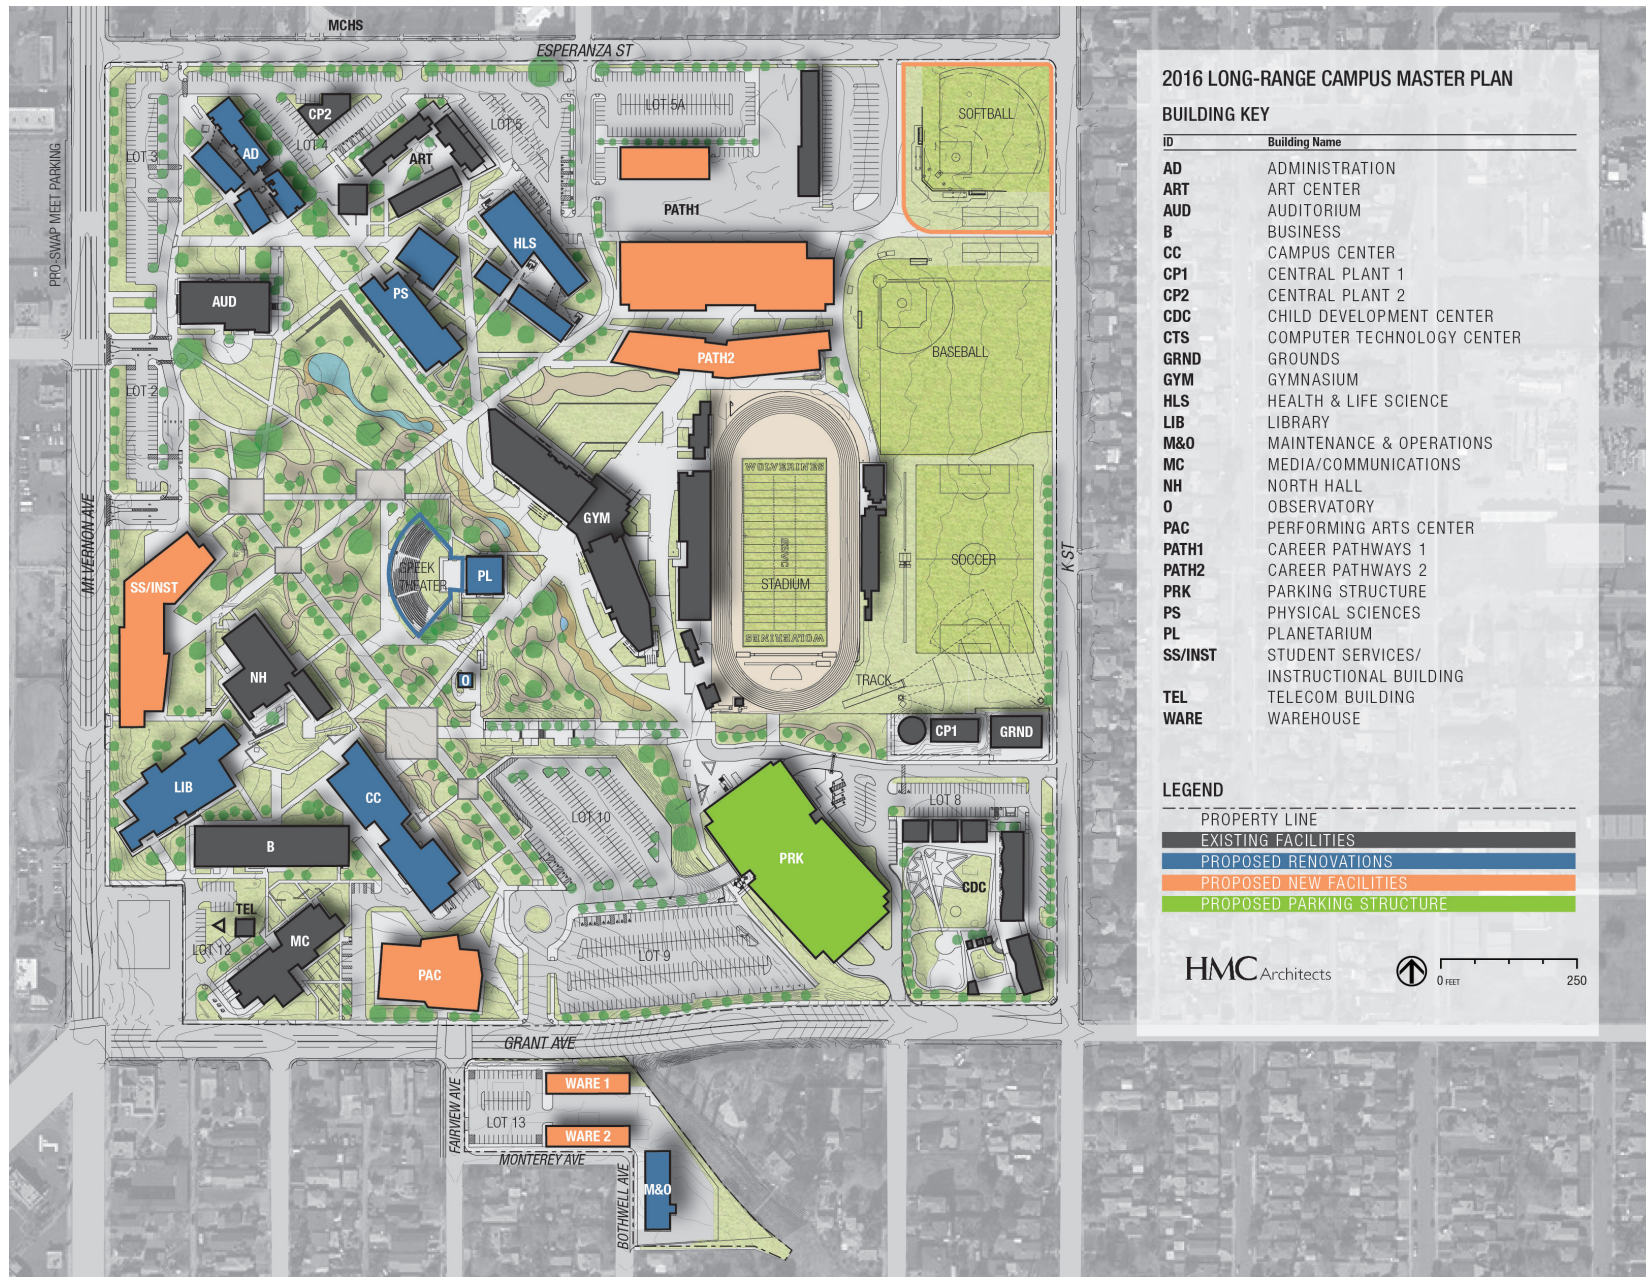 MCHS
ESPERANZA ST
PRO-SWAP MEET PARKING
MT VERNON AVE
K ST
LOT 3
AD
CP2
LOT 4
ART
LOT 5
LOT 5A
SOFTBALL
PATH1
HLS
PS
AUD
LOT 2
PATH2
BASEBALL
WOLVERINES
GYM
SBVC
STADIUM
SOCCER
WOLVERINES
GREEK
THEATER
PL
SS/INST
NH
O
TRACK
CP1
GRND
LIB
CC
B
LOT 10
PRK
LOT 8
CDC
TEL
LOT 12
MC
PAC
LOT 9
GRANT AVE
FAIRVIEW AVE
WARE 1
LOT 13
WARE 2
MONTEREY AVE
BOTHWELL AVE
M&O
2016 LONG-RANGE CAMPUS MASTER PLAN
BUILDING KEY
ID Building Name
AD ADMINISTRATION
ART ART CENTER
AUD AUDITORIUM
B BUSINESS
CC CAMPUS CENTER
CP1 CENTRAL PLANT 1
CP2 CENTRAL PLANT 2
CDC CHILD DEVELOPMENT CENTER
CTS COMPUTER TECHNOLOGY CENTER
GRND GROUNDS
GYM GYMNASIUM
HLS HEALTH & LIFE SCIENCE
LIB LIBRARY
M&O MAINTENANCE & OPERATIONS
MC MEDIA/COMMUNICATIONS
NH NORTH HALL
O OBSERVATORY
PAC PERFORMING ARTS CENTER
PATH1 CAREER PATHWAYS 1
PATH2 CAREER PATHWAYS 2
PRK PARKING STRUCTURE
PS PHYSICAL SCIENCES
PL PLANETARIUM
SS/INST STUDENT SERVICES/
INSTRUCTIONAL BUILDING
TEL TELECOM BUILDING
WARE WAREHOUSE
LEGEND
PROPERTY LINE
EXISTING FACILITIES
PROPOSED RENOVATIONS
PROPOSED NEW FACILITIES
PROPOSED PARKING STRUCTURE
HMC Architects
0 FEET 250